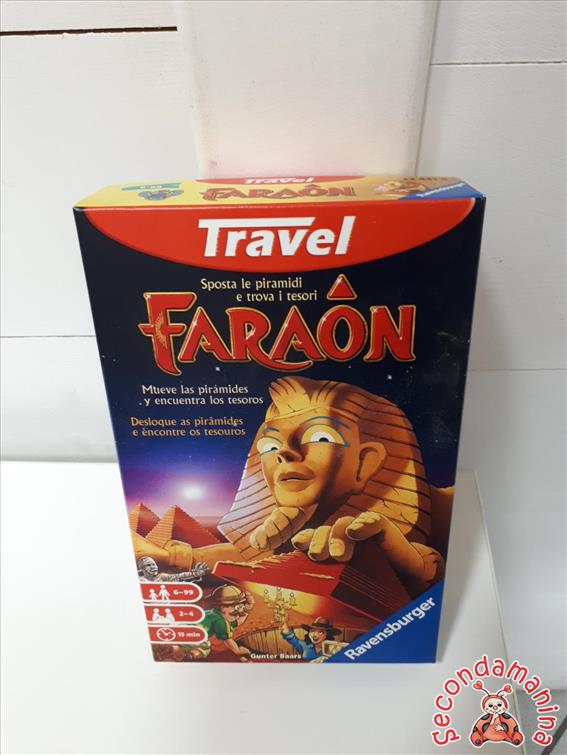 Travel
FARAÔN
Ravensburger
Travel
Sposta le piramidi
e trova i tesori
FARAÔN
Mueve las pirámides
y encuentra los tesoros
Desloque as pirâmides
e encontre os tesouros
6-99
2-4
15 min
Gunter Baars
Ravensburger
Secondamanina